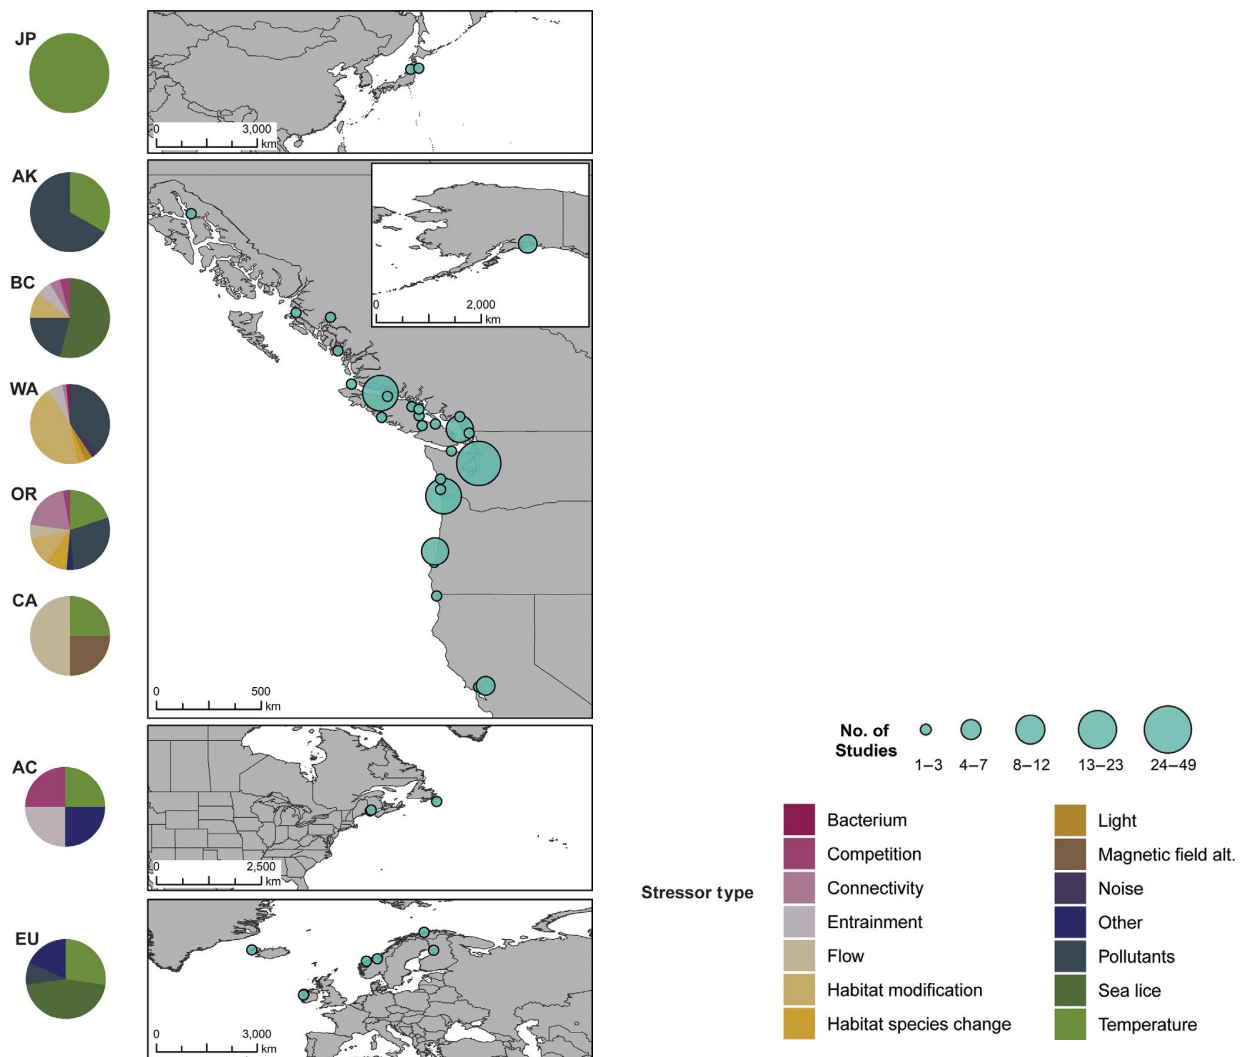 JP
0 3,000
km
AK
0 2,000
km
BC
WA
OR
CA
0 500
km
AC
0 2,500
km
EU
0 3,000
km
No. of
Studies
1–3 4–7 8–12 13–23 24–49
Stressor type
Bacterium
Competition
Connectivity
Entrainment
Flow
Habitat modification
Habitat species change
Light
Magnetic field alt.
Noise
Other
Pollutants
Sea lice
Temperature